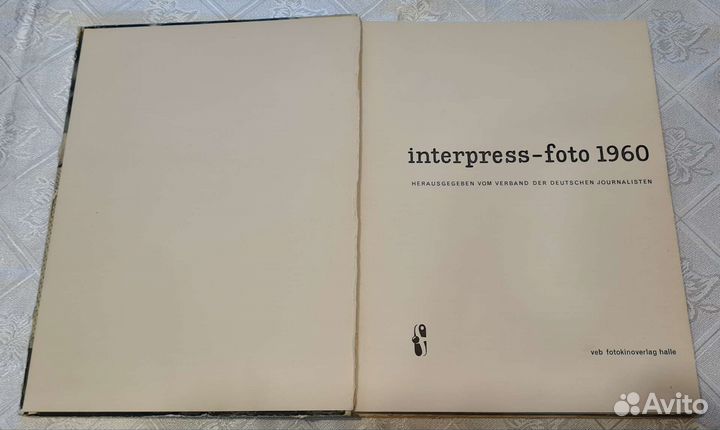 interpress-foto 1960
HERAUSGEGEBEN VOM VERBAND DER DEUTSCHEN JOURNALISTEN
veb fotokinoverlag halle
Avito